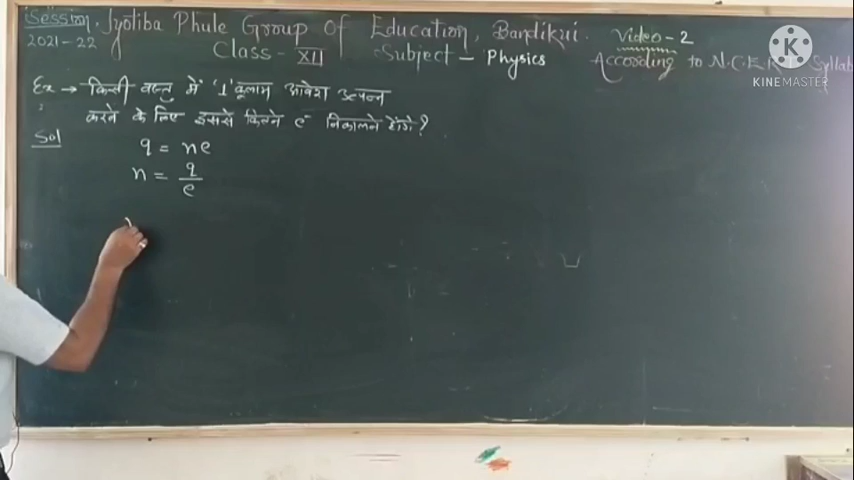 Session. Jyotiba Phule Group Of Education, Bandikui. Video-2
2021-22 Class-XII Subject - Physics According to N.C.E.R.T Syllab
KINEMASTER
Ex → किसी वस्तु में '1' कूलाम आवेश उत्पन्न
करने के लिए इससे कितने e⁻ निकालने होंगे?
Sol
q = ne
n = q/e